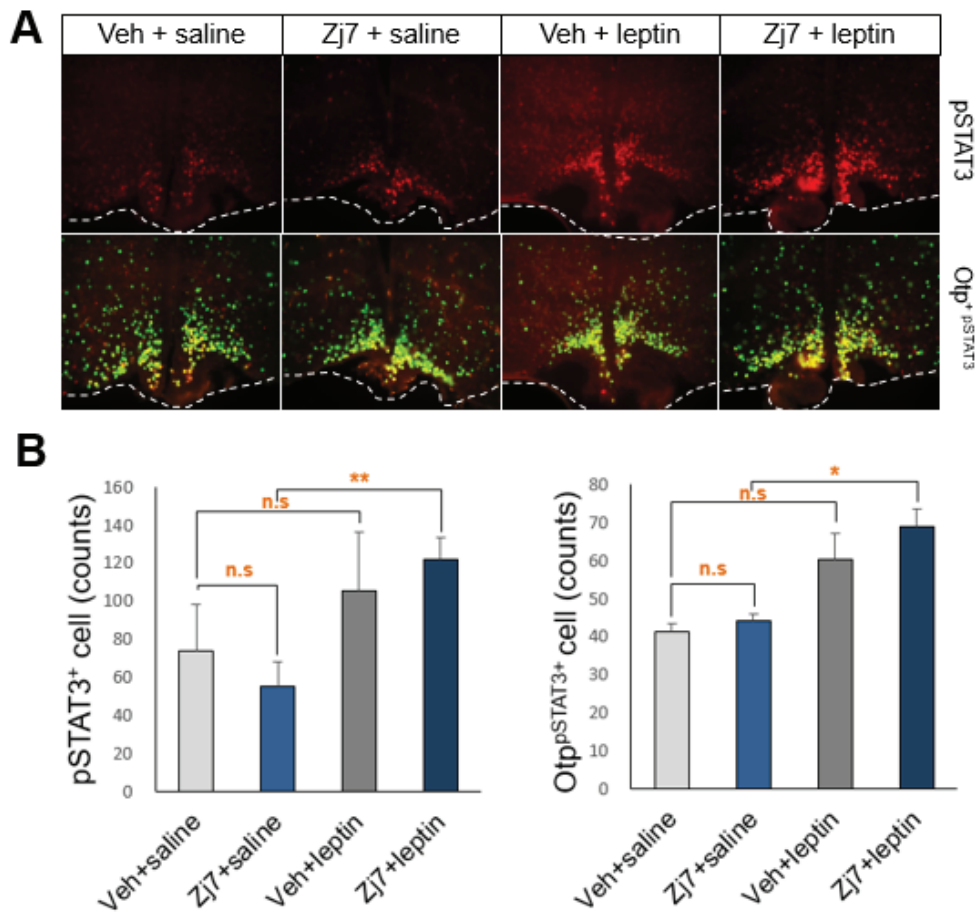 A
Veh + saline
Zj7 + saline
Veh + leptin
Zj7 + leptin
pSTAT3
Otp+ pSTAT3
B
pSTAT3+ cell (counts)
160
140
120
100
80
60
40
20
0
n.s
n.s
**
Veh+saline
Zj7+saline
Veh+leptin
Zj7+leptin
OtppSTAT3+ cell (counts)
80
70
60
50
40
30
20
10
0
n.s
n.s
*
Veh+saline
Zj7+saline
Veh+leptin
Zj7+leptin